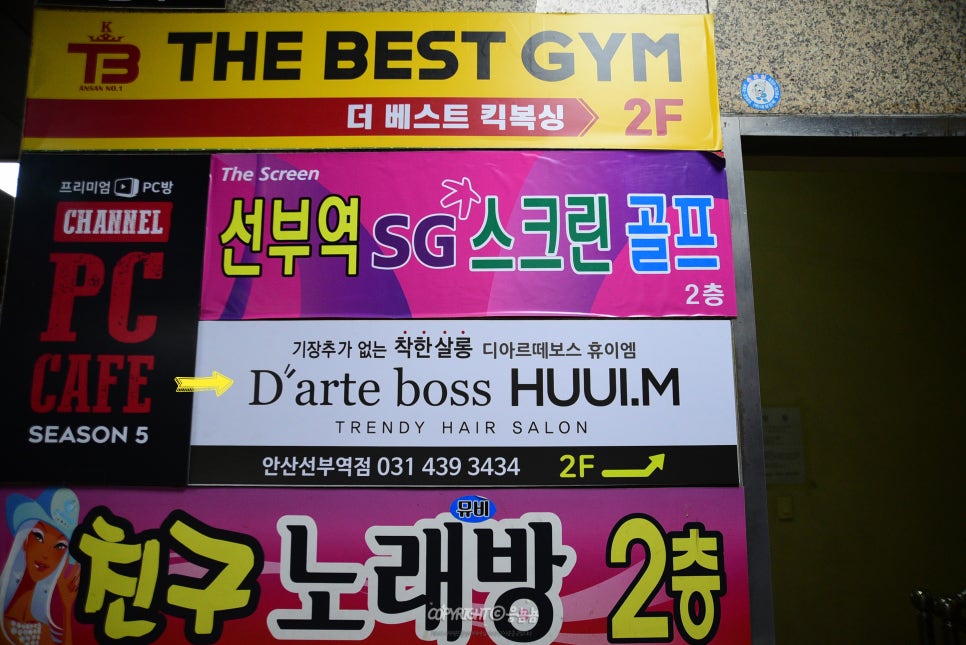 K
TB
ANSAN NO.1
THE BEST GYM
더 베스트 킥복싱
2F
프리미엄 PC방
CHANNEL
PC
CAFE
SEASON 5
The Screen
선부역 SG 스크린 골프
2층
기장추가 없는 착한살롱 디아르떼보스 휴이엠
D"arte boss HUUI.M
TRENDY HAIR SALON
안산선부역점 031 439 3434 2F
뮤비
친구 노래방 2층
COPYRIGHT ©